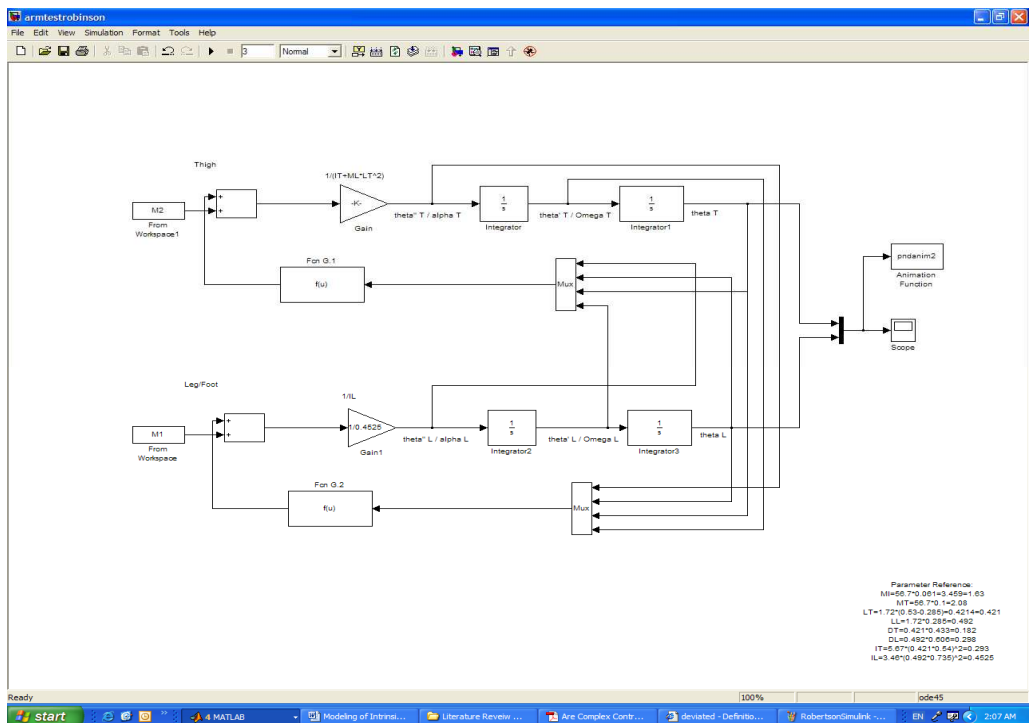 armtestrobinson
File Edit View Simulation Format Tools Help
3 Normal
Thigh
1/(IT+ML*LT^2)
M2
From
Workspace1
+
+
-K-
Gain
theta'' T / alpha T
1
s
Integrator
theta' T / Omega T
1
s
Integrator1
theta T
Fcn G.1
f(u)
Mux
pndanim2
Animation
Function
Scope
Leg/Foot
1/IL
M1
From
Workspace
+
+
1/0.4525
Gain1
theta'' L / alpha L
1
s
Integrator2
theta' L / Omega L
1
s
Integrator3
theta L
Fcn G.2
f(u)
Mux
Parameter Reference:
Ml=56.7*0.061=3.459=1.63
MT=56.7*0.1=2.08
LT=1.72*(0.53-0.285)=0.4214=0.421
LL=1.72*0.285=0.492
DT=0.421*0.433=0.182
DL=0.492*0.606=0.298
IT=5.67*(0.421*0.54)^2=0.293
IL=3.46*(0.492*0.735)^2=0.4525
Ready 100% ode45
start 4 MATLAB Modeling of Intrinsi... Literature Reveiw ... Are Complex Contr... deviated - Definitio... RobertsonSimulink -... EN 2:07 AM